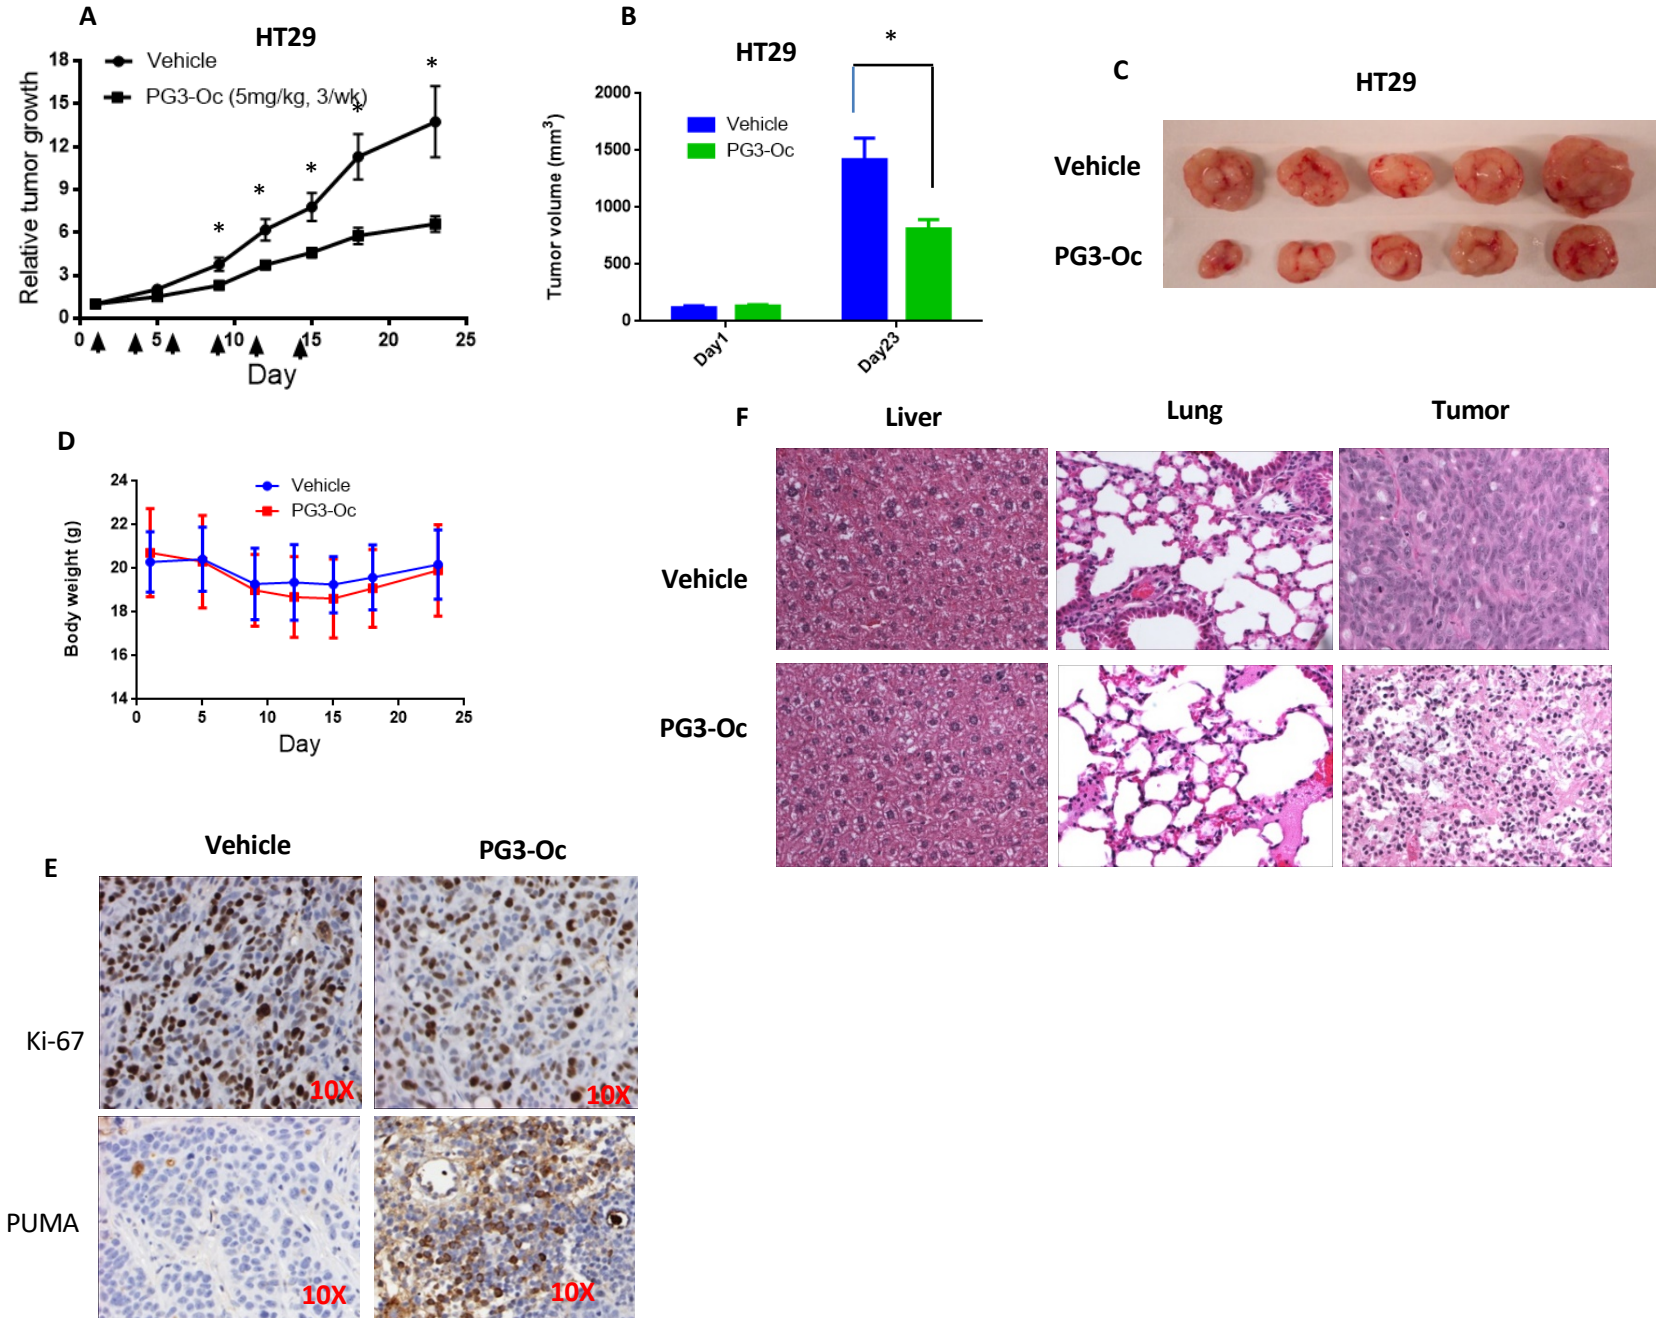 A
HT29
Vehicle
PG3-Oc (5mg/kg, 3/wk)
Relative tumor growth
18
15
12
9
6
3
0
* * * * *
0 5 10 15 20 25
Day
B
HT29
*
Vehicle
PG3-Oc
Tumor volume (mm³)
2000
1500
1000
500
0
Day1 Day23
C
HT29
Vehicle
PG3-Oc
D
Vehicle
PG3-Oc
Body weight (g)
24
22
20
18
16
14
0 5 10 15 20 25
Day
F
Liver Lung Tumor
Vehicle
PG3-Oc
E
Vehicle PG3-Oc
Ki-67
10X 10X
PUMA
10X 10X